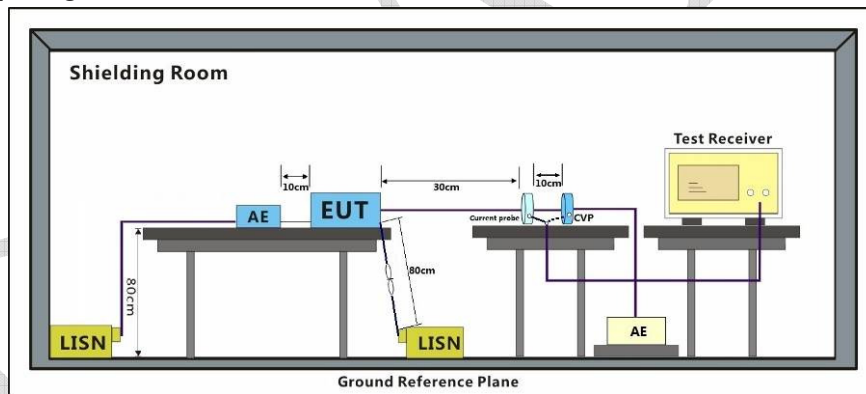 Shielding Room
Test Receiver
10cm
30cm
10cm
AE
EUT
Current probe
CVP
80cm
80cm
LISN
LISN
AE
Ground Reference Plane